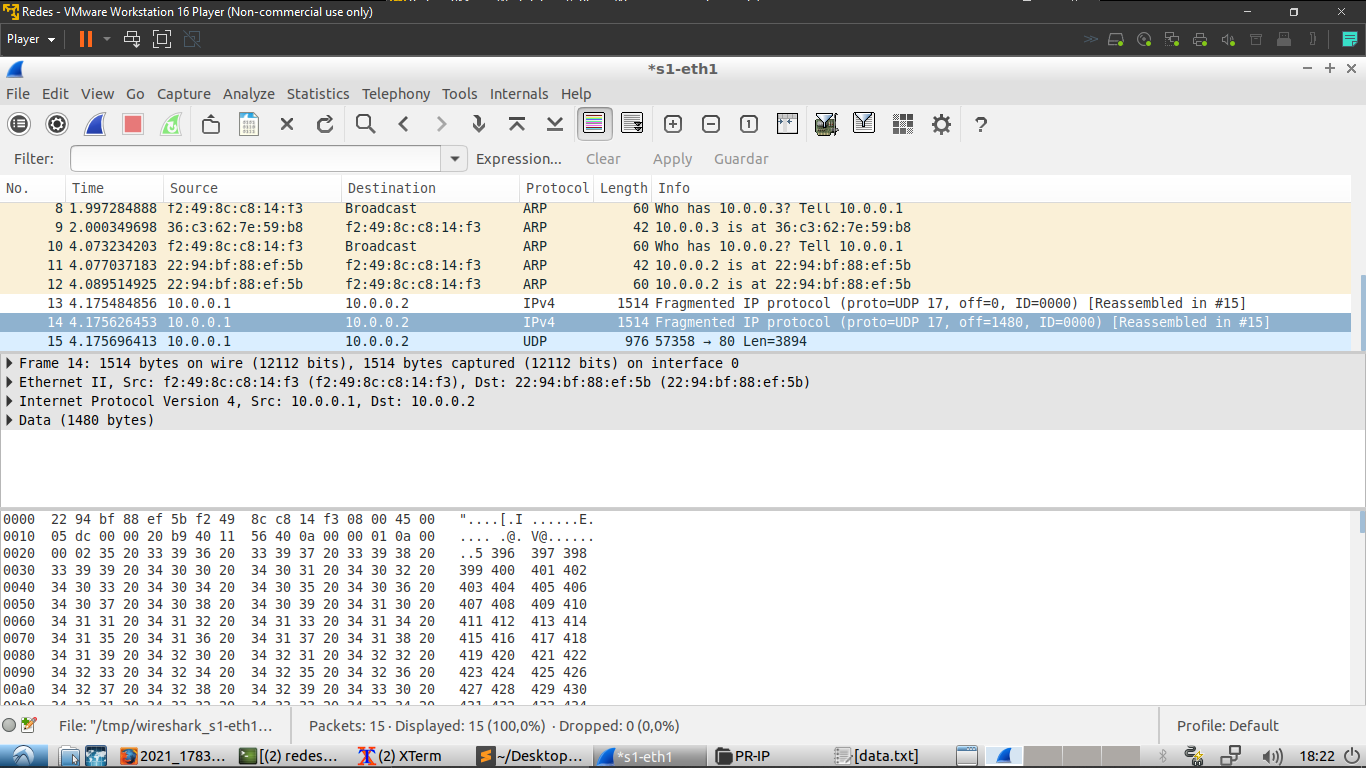 Redes - VMware Workstation 16 Player (Non-commercial use only)
Player
*s1-eth1
File Edit View Go Capture Analyze Statistics Telephony Tools Internals Help
Filter: Expression... Clear Apply Guardar
No. Time Source Destination Protocol Length Info
8 1.997284888 f2:49:8c:c8:14:f3 Broadcast ARP 60 Who has 10.0.0.3? Tell 10.0.0.1
9 2.000349698 36:c3:62:7e:59:b8 f2:49:8c:c8:14:f3 ARP 42 10.0.0.3 is at 36:c3:62:7e:59:b8
10 4.073234203 f2:49:8c:c8:14:f3 Broadcast ARP 60 Who has 10.0.0.2? Tell 10.0.0.1
11 4.077037183 22:94:bf:88:ef:5b f2:49:8c:c8:14:f3 ARP 42 10.0.0.2 is at 22:94:bf:88:ef:5b
12 4.089514925 22:94:bf:88:ef:5b f2:49:8c:c8:14:f3 ARP 60 10.0.0.2 is at 22:94:bf:88:ef:5b
13 4.175484856 10.0.0.1 10.0.0.2 IPv4 1514 Fragmented IP protocol (proto=UDP 17, off=0, ID=0000) [Reassembled in #15]
14 4.175626453 10.0.0.1 10.0.0.2 IPv4 1514 Fragmented IP protocol (proto=UDP 17, off=1480, ID=0000) [Reassembled in #15]
15 4.175696413 10.0.0.1 10.0.0.2 UDP 976 57358 → 80 Len=3894
Frame 14: 1514 bytes on wire (12112 bits), 1514 bytes captured (12112 bits) on interface 0
Ethernet II, Src: f2:49:8c:c8:14:f3 (f2:49:8c:c8:14:f3), Dst: 22:94:bf:88:ef:5b (22:94:bf:88:ef:5b)
Internet Protocol Version 4, Src: 10.0.0.1, Dst: 10.0.0.2
Data (1480 bytes)
0000 22 94 bf 88 ef 5b f2 49 8c c8 14 f3 08 00 45 00 "....[.I ......E.
0010 05 dc 00 00 20 b9 40 11 56 40 0a 00 00 01 0a 00 .... .@. V@......
0020 00 02 35 20 33 39 36 20 33 39 37 20 33 39 38 20 ..5 396 397 398
0030 33 39 39 20 34 30 30 20 34 30 31 20 34 30 32 20 399 400 401 402
0040 34 30 33 20 34 30 34 20 34 30 35 20 34 30 36 20 403 404 405 406
0050 34 30 37 20 34 30 38 20 34 30 39 20 34 31 30 20 407 408 409 410
0060 34 31 31 20 34 31 32 20 34 31 33 20 34 31 34 20 411 412 413 414
0070 34 31 35 20 34 31 36 20 34 31 37 20 34 31 38 20 415 416 417 418
0080 34 31 39 20 34 32 30 20 34 32 31 20 34 32 32 20 419 420 421 422
0090 34 32 33 20 34 32 34 20 34 32 35 20 34 32 36 20 423 424 425 426
00a0 34 32 37 20 34 32 38 20 34 32 39 20 34 33 30 20 427 428 429 430
File: "/tmp/wireshark_s1-eth1... Packets: 15 · Displayed: 15 (100,0%) · Dropped: 0 (0,0%) Profile: Default
2021_1783... [(2) redes... (2) XTerm ~/Desktop... *s1-eth1 PR-IP [data.txt] 18:22